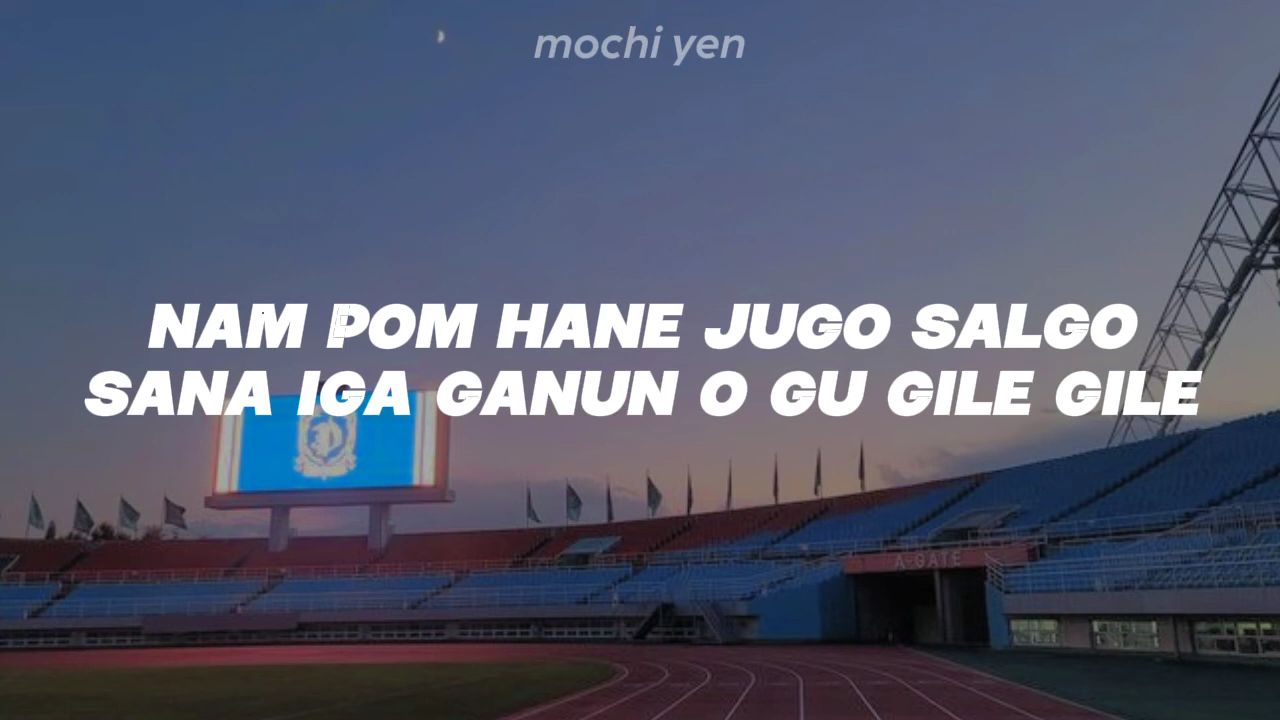 mochi yen
NAM POM HANE JUGO SALGO
SANA IGA GANUN O GU GILE GILE
A-GATE